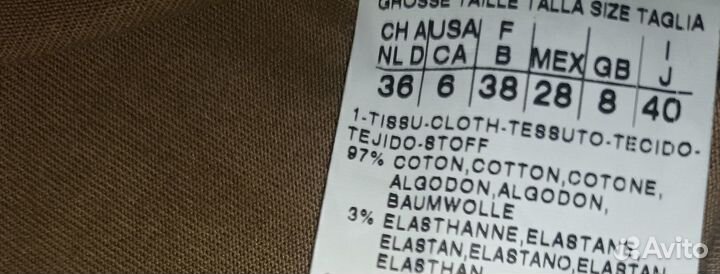 GROSSE TAILLE TALLA SIZE TAGLIA
CH A USA F I
NL D CA B MEX GB J
36 6 38 28 8 40
1-TISSU-CLOTH-TESSUTO-TECIDO-
TEJIDO-STOFF
97% COTON,COTTON,COTONE,
ALGODON,ALGODON,
BAUMWOLLE
3% ELASTHANNE,ELASTANE
ELASTAN,ELASTANO,ELASTAN
ELASTHAN
Avito